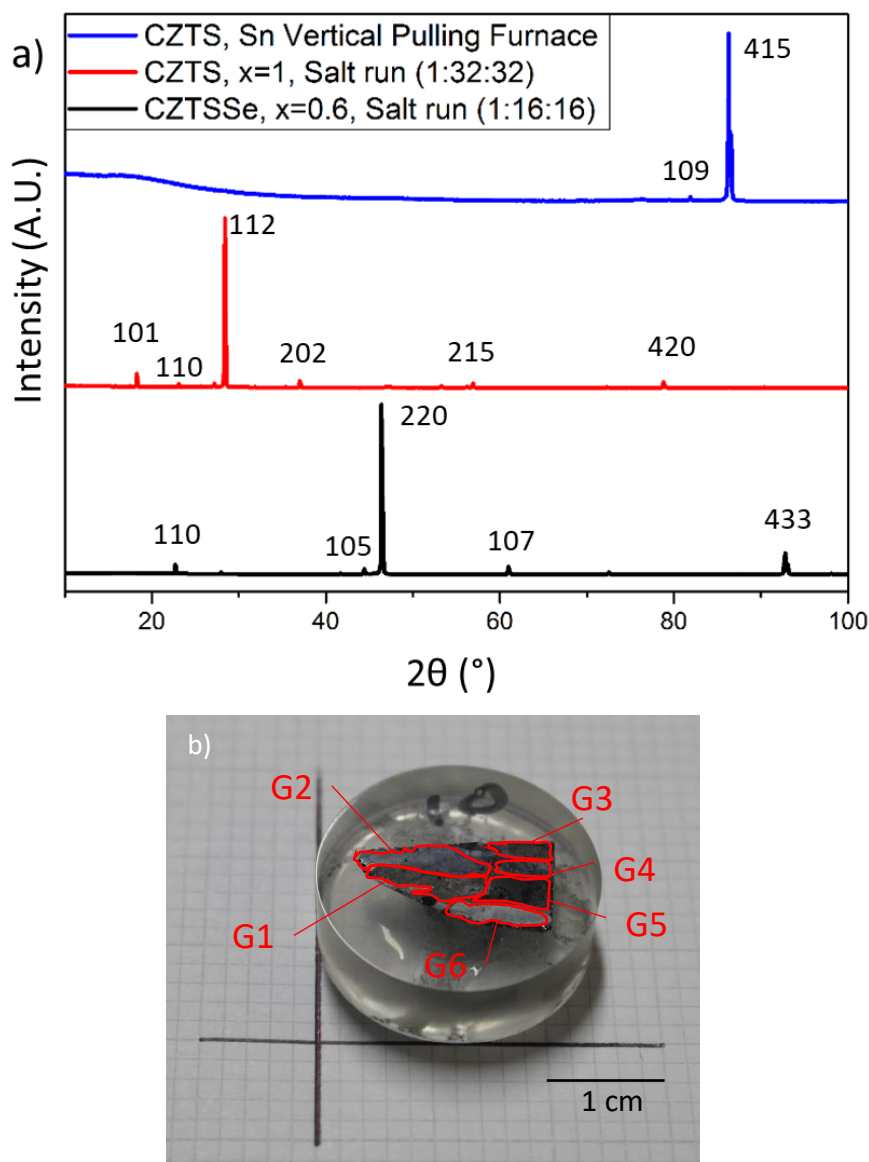 a)
CZTS, Sn Vertical Pulling Furnace
CZTS, x=1, Salt run (1:32:32)
CZTSSe, x=0.6, Salt run (1:16:16)
415
109
112
101
110
202
215
420
220
110
105
107
433
Intensity (A.U.)
20
40
60
80
100
2θ (°)
b)
G2
G3
G4
G1
G5
G6
1 cm